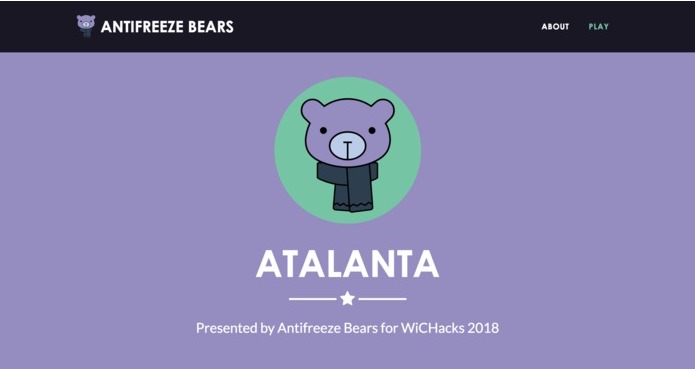 ANTIFREEZE BEARS
ABOUT PLAY
ATALANTA
Presented by Antifreeze Bears for WiCHacks 2018